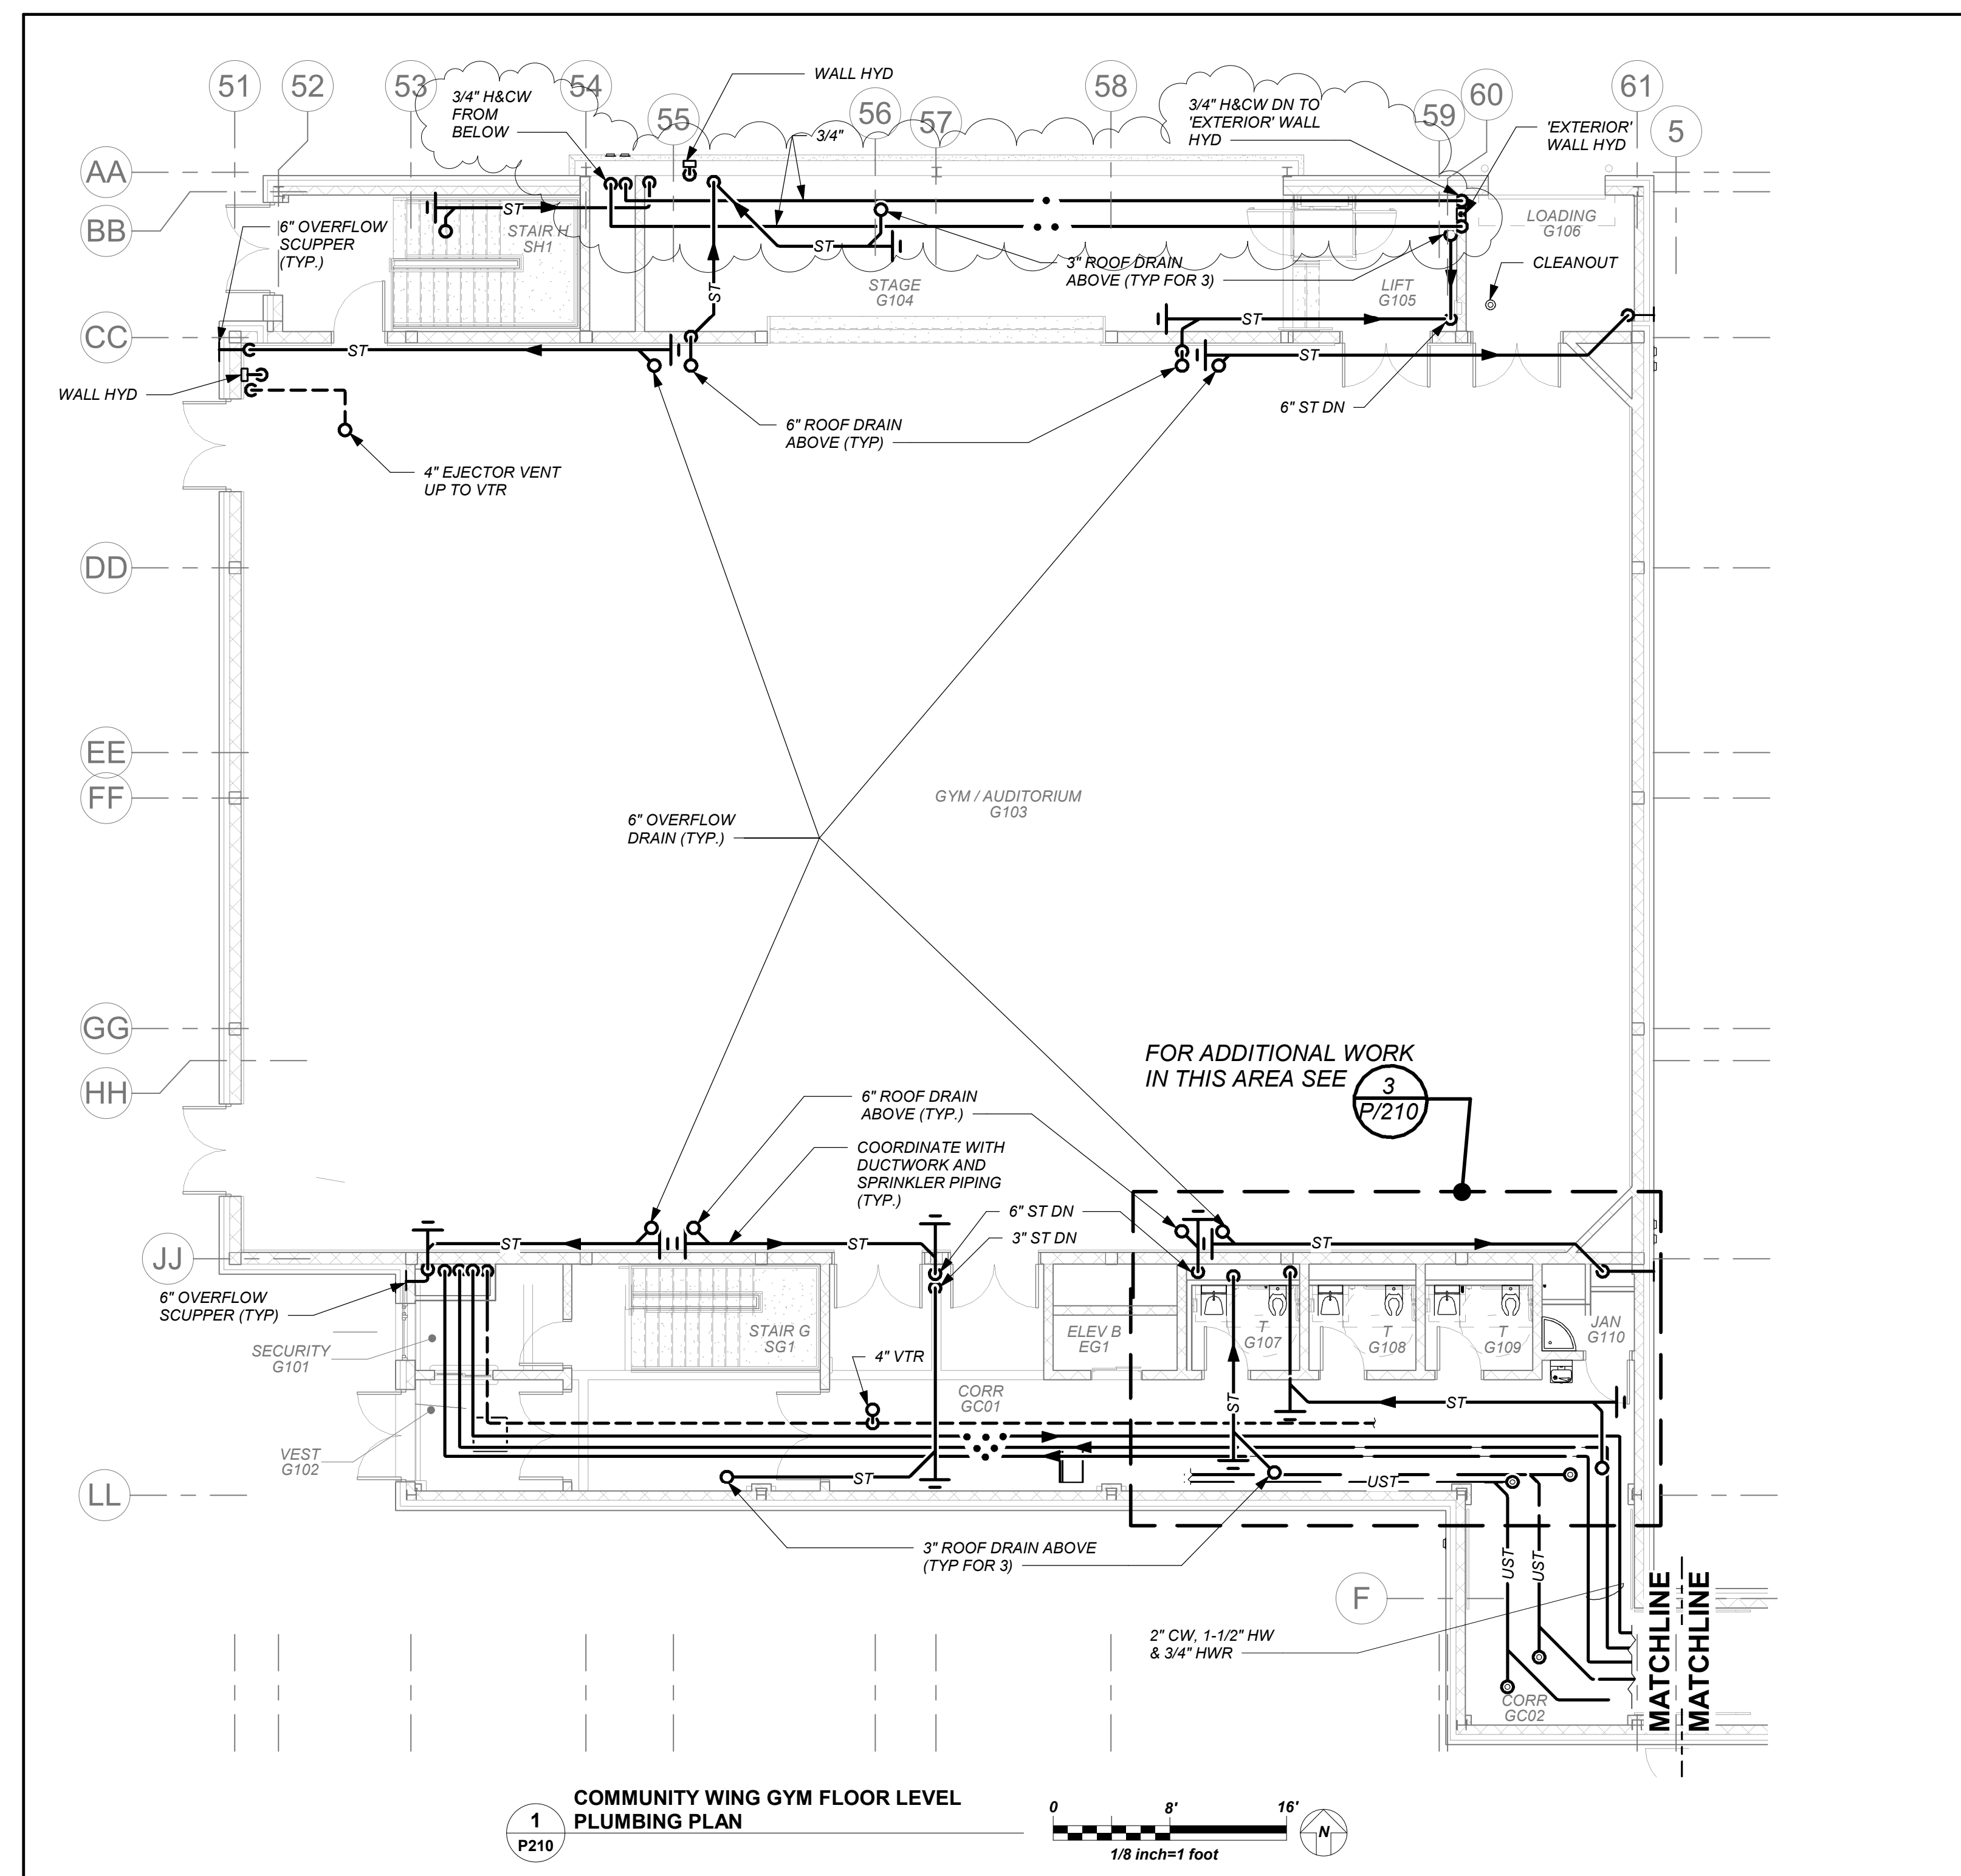 51
52
53
54
55
56
57
58
59
60
61
5
AA
BB
CC
DD
EE
FF
GG
HH
JJ
LL
F
WALL HYD
3/4" H&CW
FROM
BELOW
3/4"
3/4" H&CW DN TO
'EXTERIOR' WALL
HYD
'EXTERIOR'
WALL HYD
6" OVERFLOW
SCUPPER
(TYP.)
ST
STAIR H
SH1
ST
ST
LOADING
G106
3" ROOF DRAIN
ABOVE (TYP FOR 3)
CLEANOUT
STAGE
G104
LIFT
G105
ST
ST
ST
WALL HYD
6" ST DN
6" ROOF DRAIN
ABOVE (TYP)
4" EJECTOR VENT
UP TO VTR
GYM / AUDITORIUM
G103
6" OVERFLOW
DRAIN (TYP.)
FOR ADDITIONAL WORK
IN THIS AREA SEE
3
P/210
6" ROOF DRAIN
ABOVE (TYP.)
COORDINATE WITH
DUCTWORK AND
SPRINKLER PIPING
(TYP.)
6" ST DN
3" ST DN
ST
ST
ST
6" OVERFLOW
SCUPPER (TYP)
SECURITY
G101
STAIR G
SG1
ELEV B
EG1
T
G107
T
G108
T
G109
JAN
G110
4" VTR
CORR
GC01
ST
ST
VEST
G102
ST
UST
3" ROOF DRAIN ABOVE
(TYP FOR 3)
UST
UST
2" CW, 1-1/2" HW
& 3/4" HWR
MATCHLINE
MATCHLINE
CORR
GC02
1
P210
COMMUNITY WING GYM FLOOR LEVEL
PLUMBING PLAN
0 8' 16'
1/8 inch=1 foot
N